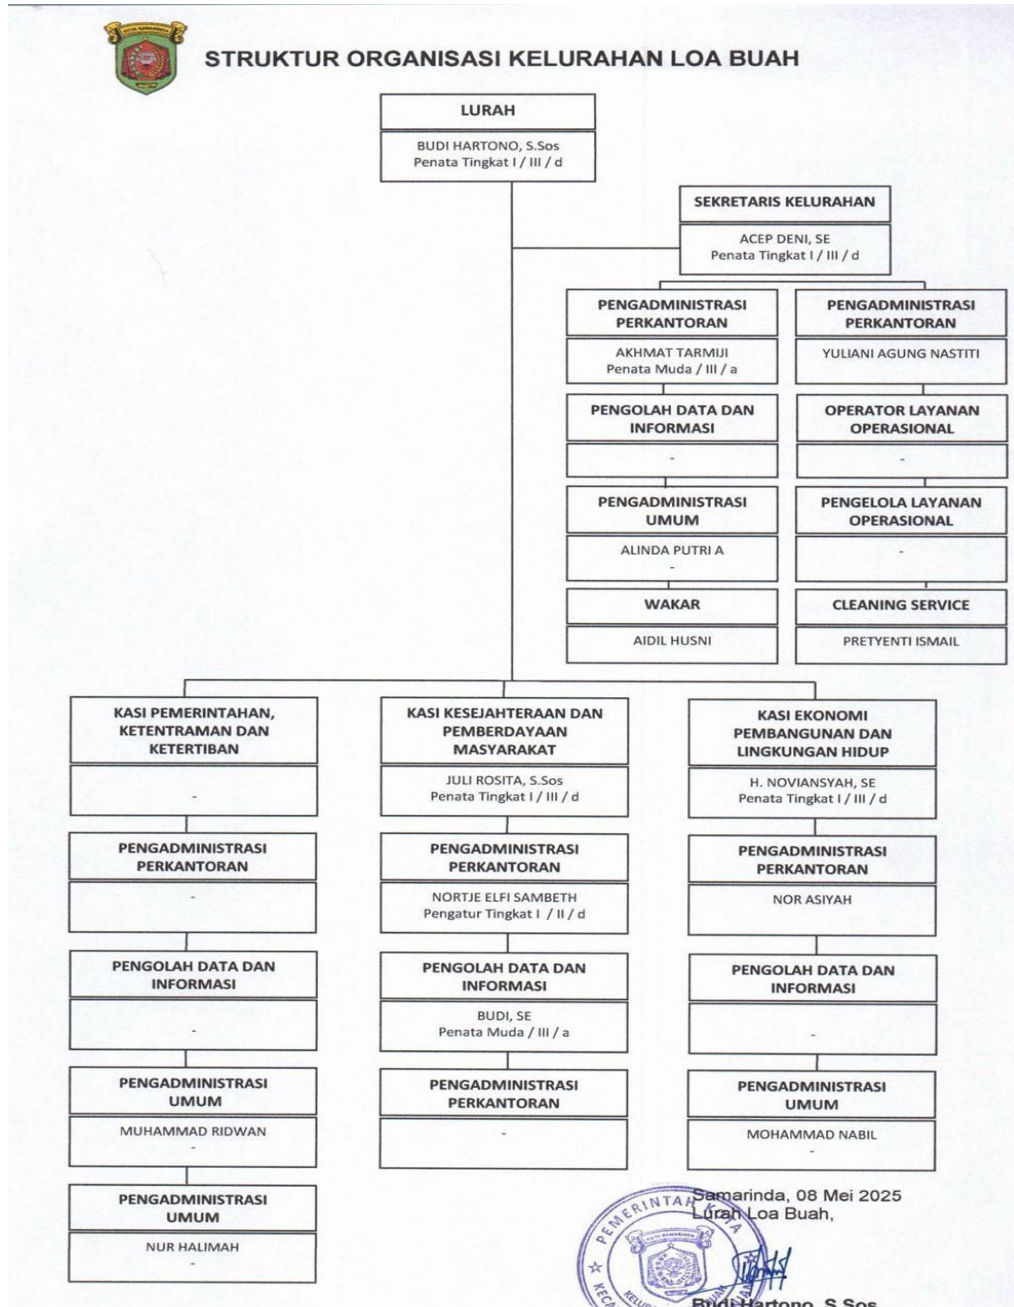 KOTA SAMARINDA
STRUKTUR ORGANISASI KELURAHAN LOA BUAH
LURAH
BUDI HARTONO, S.Sos
Penata Tingkat I / III / d
SEKRETARIS KELURAHAN
ACEP DENI, SE
Penata Tingkat I / III / d
PENGADMINISTRASI
PERKANTORAN
AKHMAT TARMIJI
Penata Muda / III / a
PENGOLAH DATA DAN
INFORMASI
-
PENGADMINISTRASI
UMUM
ALINDA PUTRI A
-
WAKAR
AIDIL HUSNI
PENGADMINISTRASI
PERKANTORAN
YULIANI AGUNG NASTITI
OPERATOR LAYANAN
OPERASIONAL
-
PENGELOLA LAYANAN
OPERASIONAL
-
CLEANING SERVICE
PRETYENTI ISMAIL
KASI PEMERINTAHAN,
KETENTRAMAN DAN
KETERTIBAN
-
PENGADMINISTRASI
PERKANTORAN
-
PENGOLAH DATA DAN
INFORMASI
-
PENGADMINISTRASI
UMUM
MUHAMMAD RIDWAN
-
PENGADMINISTRASI
UMUM
NUR HALIMAH
-
KASI KESEJAHTERAAN DAN
PEMBERDAYAAN
MASYARAKAT
JULI ROSITA, S.Sos
Penata Tingkat I / III / d
PENGADMINISTRASI
PERKANTORAN
NORTJE ELFI SAMBETH
Pengatur Tingkat I / II / d
PENGOLAH DATA DAN
INFORMASI
BUDI, SE
Penata Muda / III / a
PENGADMINISTRASI
PERKANTORAN
-
KASI EKONOMI
PEMBANGUNAN DAN
LINGKUNGAN HIDUP
H. NOVIANSYAH, SE
Penata Tingkat I / III / d
PENGADMINISTRASI
PERKANTORAN
NOR ASIYAH
PENGOLAH DATA DAN
INFORMASI
-
PENGADMINISTRASI
UMUM
MOHAMMAD NABIL
-
Samarinda, 08 Mei 2025
Lurah Loa Buah,
PEMERINTAH KOTA
KOTA SAMARINDA
Budi Hartono, S.Sos